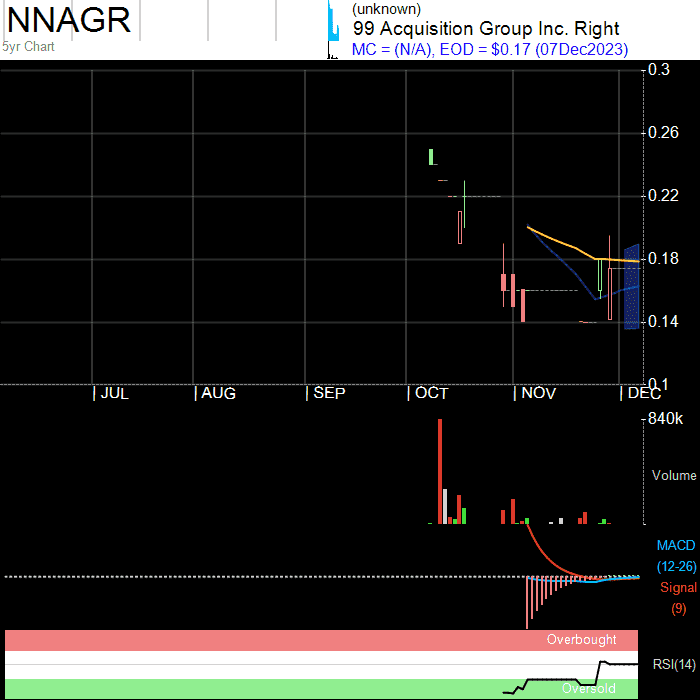 NNAGR
5yr Chart
(unknown)
99 Acquisition Group Inc. Right
MC = (N/A), EOD = $0.17 (07Dec2023)
0.3
0.26
0.22
0.18
0.14
0.1
| JUL | AUG | SEP | OCT | NOV | DEC
840k
Volume
MACD
(12-26)
Signal
(9)
Overbought
RSI(14)
Oversold